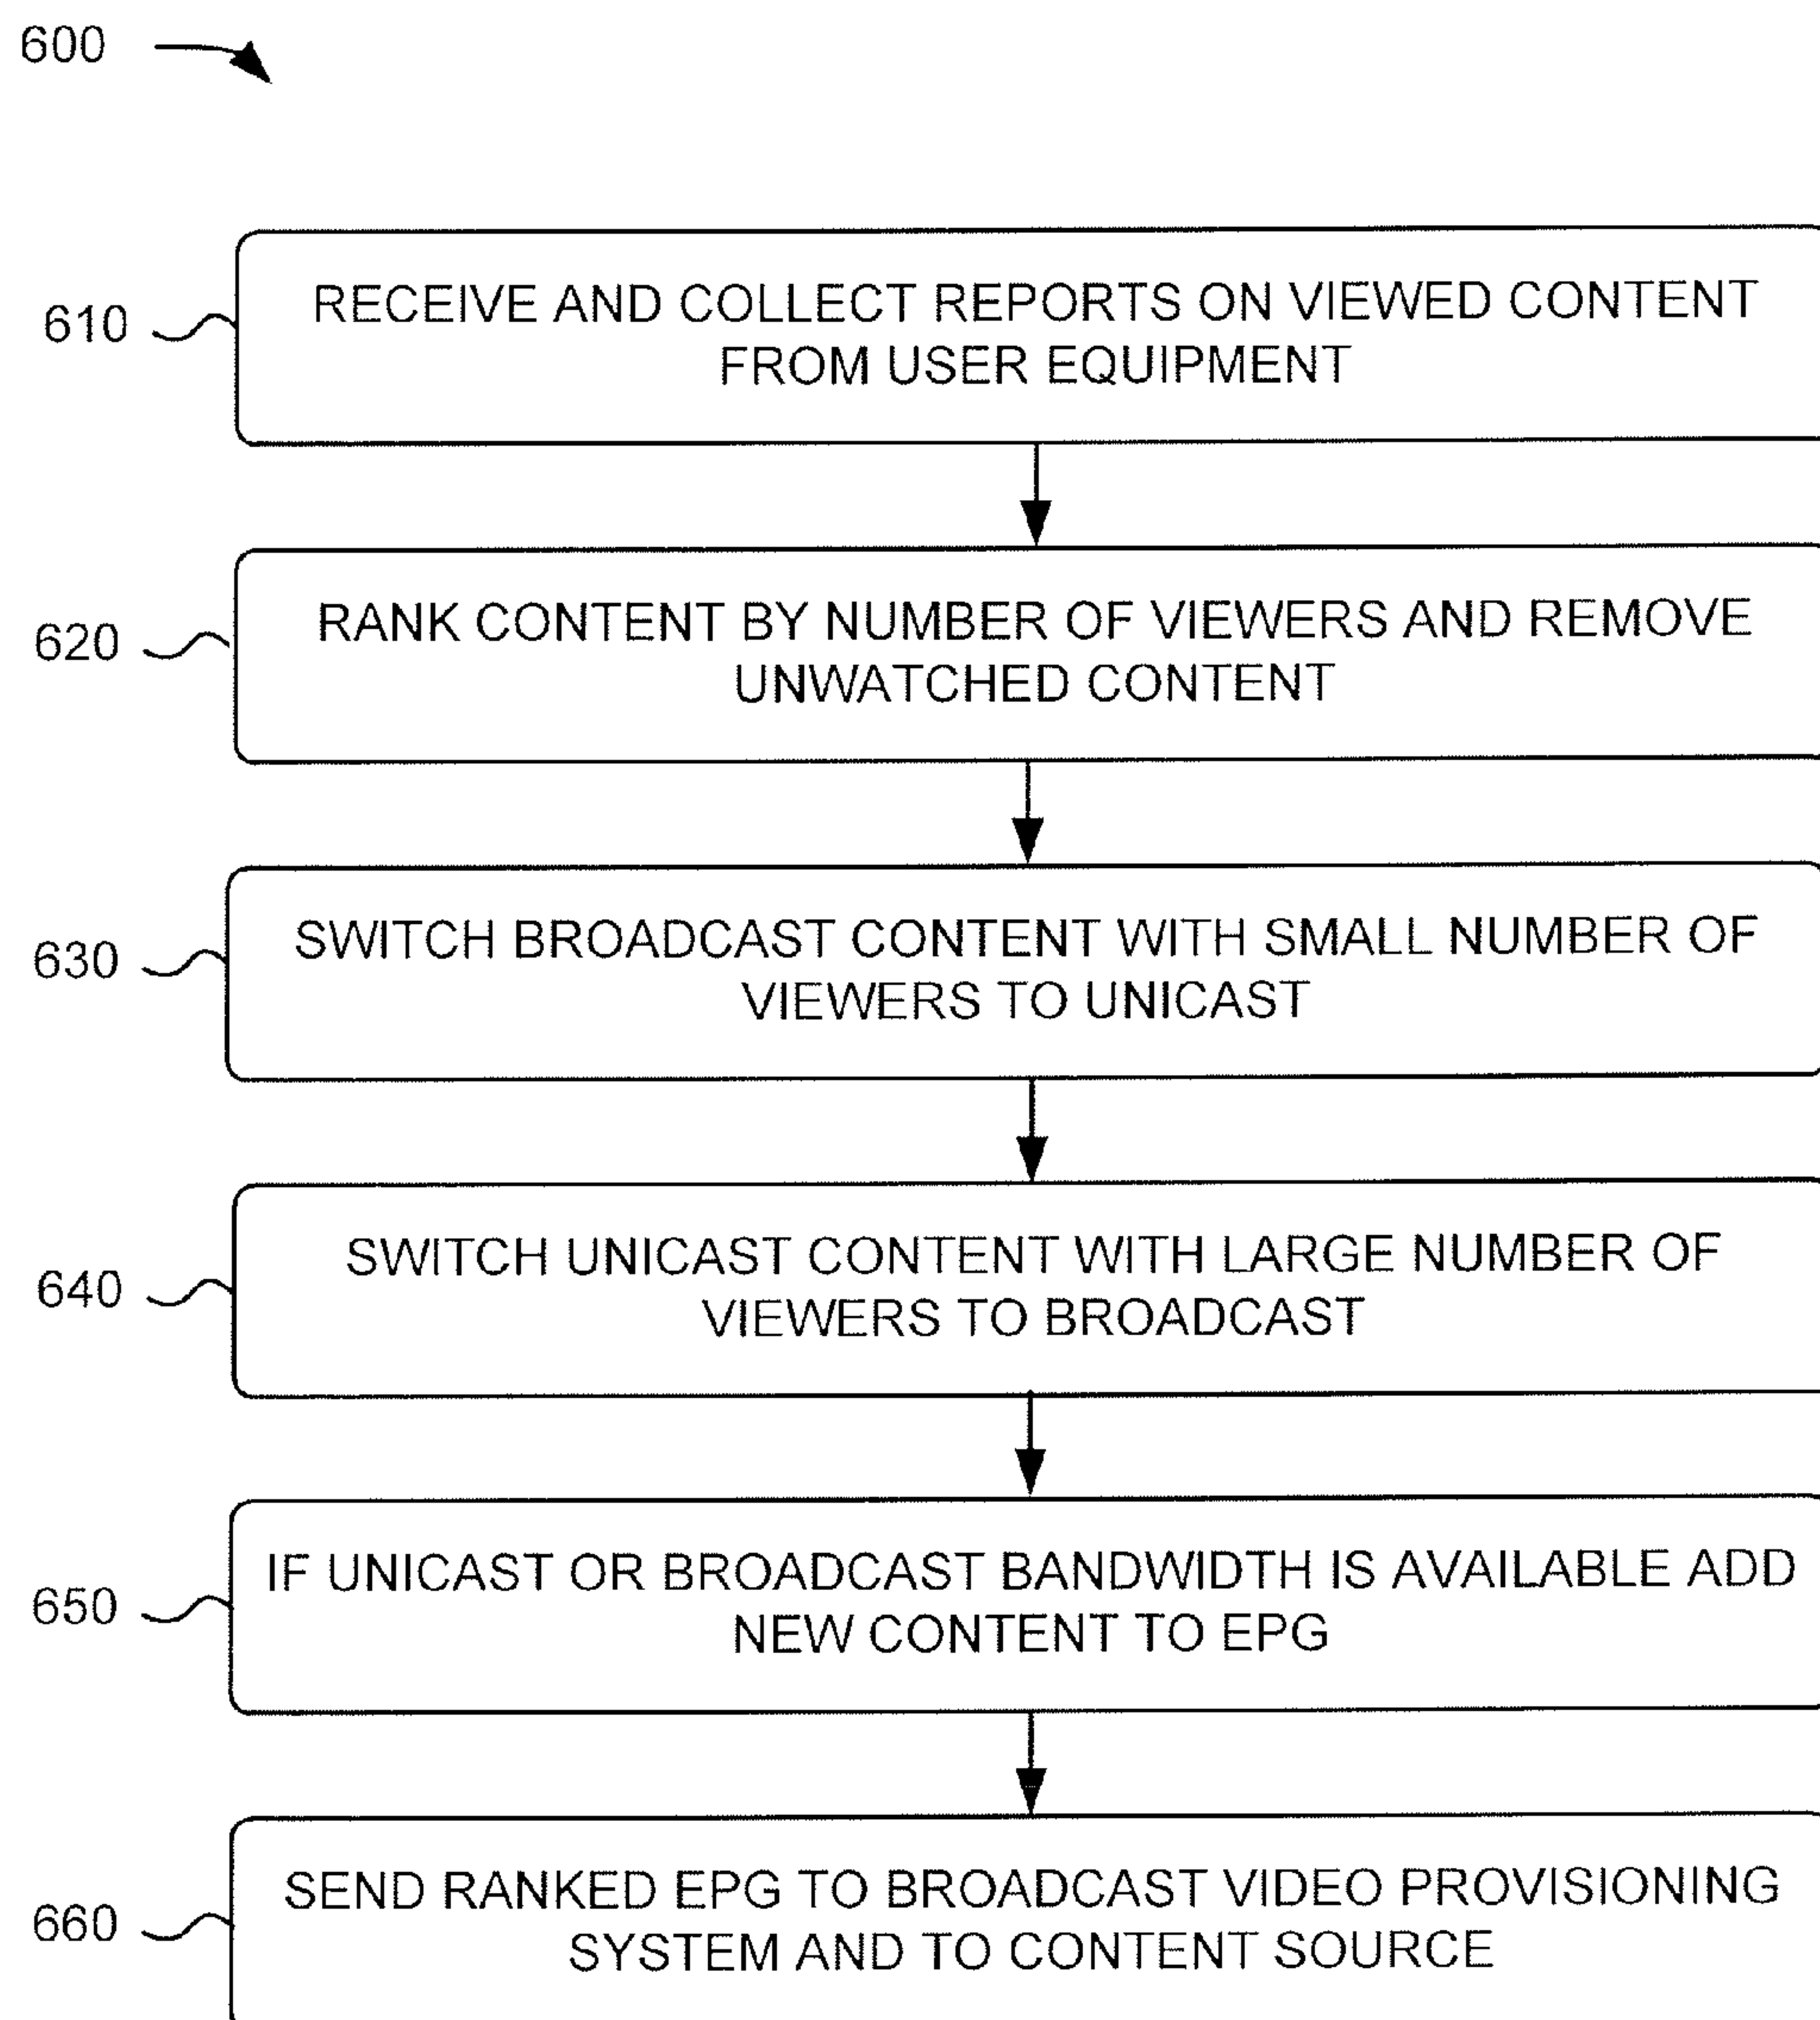 600
610
RECEIVE AND COLLECT REPORTS ON VIEWED CONTENT
FROM USER EQUIPMENT
620
RANK CONTENT BY NUMBER OF VIEWERS AND REMOVE
UNWATCHED CONTENT
630
SWITCH BROADCAST CONTENT WITH SMALL NUMBER OF
VIEWERS TO UNICAST
640
SWITCH UNICAST CONTENT WITH LARGE NUMBER OF
VIEWERS TO BROADCAST
650
IF UNICAST OR BROADCAST BANDWIDTH IS AVAILABLE ADD
NEW CONTENT TO EPG
660
SEND RANKED EPG TO BROADCAST VIDEO PROVISIONING
SYSTEM AND TO CONTENT SOURCE